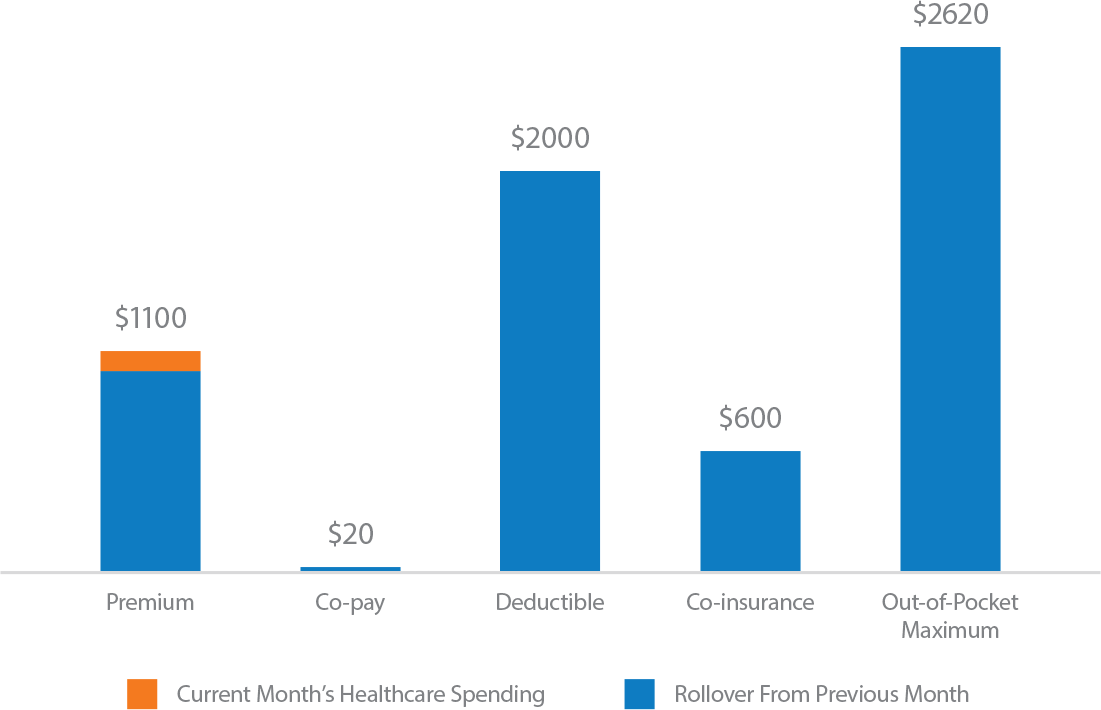 $2620
$2000
$1100
$600
$20
Premium
Co-pay
Deductible
Co-insurance
Out-of-Pocket
Maximum
Current Month’s Healthcare Spending
Rollover From Previous Month